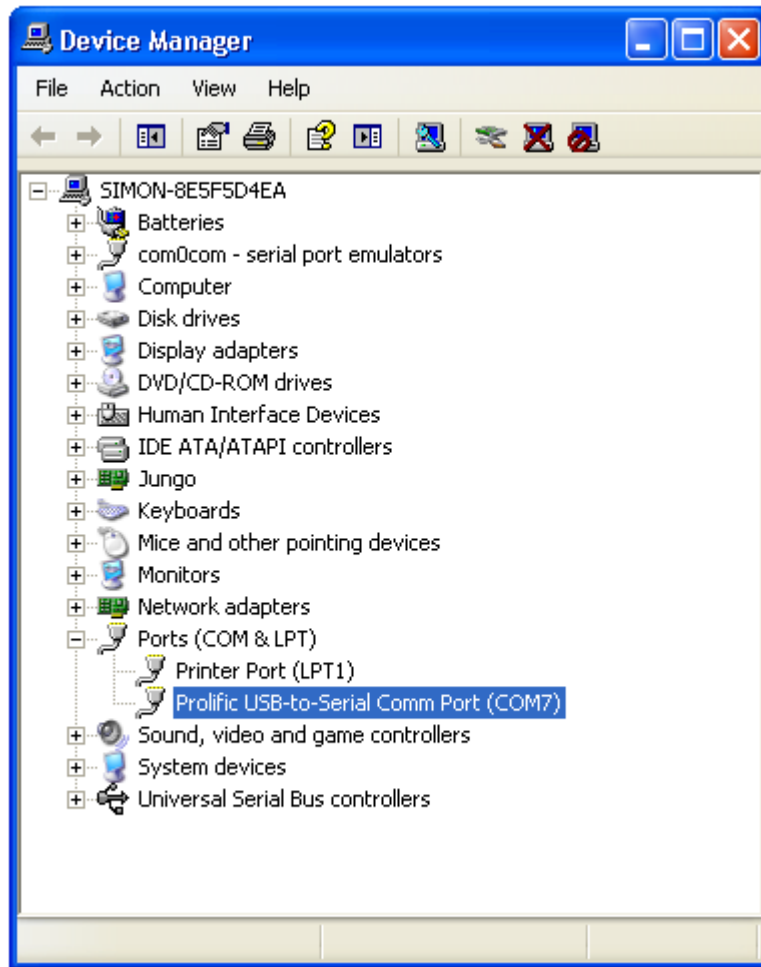 Device Manager
File Action View Help
SIMON-8E5F5D4EA
Batteries
com0com - serial port emulators
Computer
Disk drives
Display adapters
DVD/CD-ROM drives
Human Interface Devices
IDE ATA/ATAPI controllers
Jungo
Keyboards
Mice and other pointing devices
Monitors
Network adapters
Ports (COM & LPT)
Printer Port (LPT1)
Prolific USB-to-Serial Comm Port (COM7)
Sound, video and game controllers
System devices
Universal Serial Bus controllers